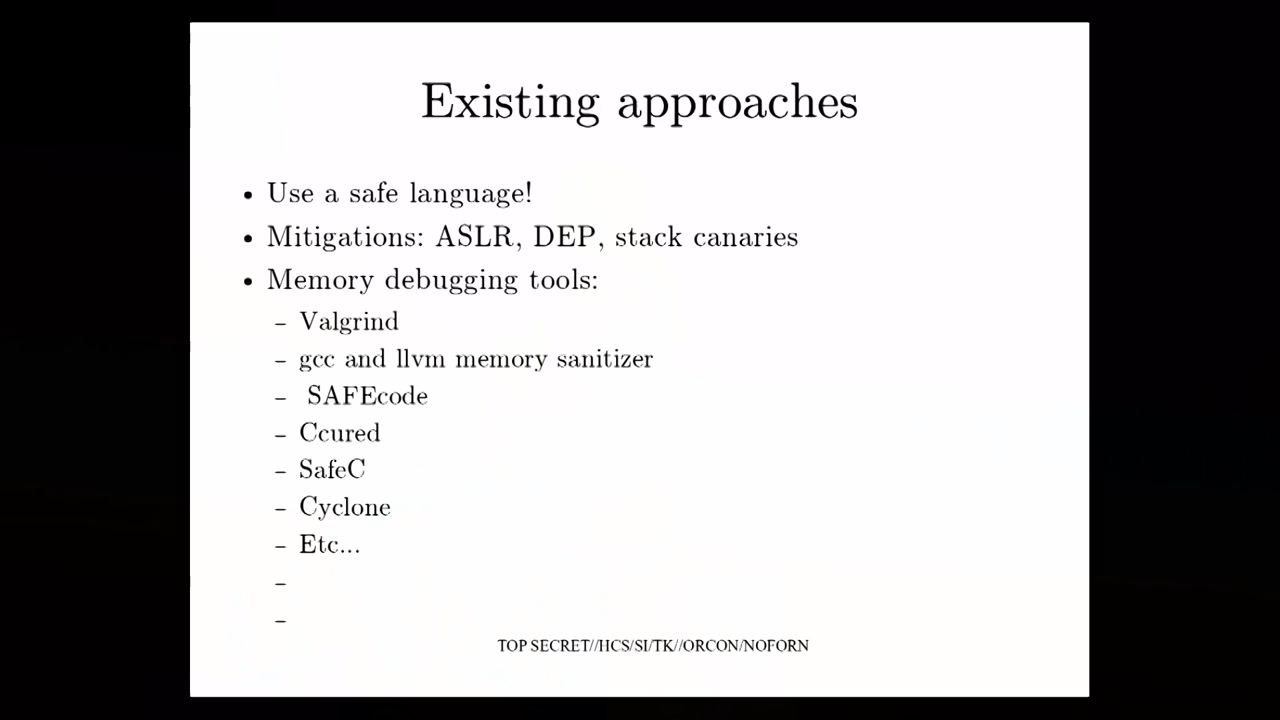 Existing approaches
• Use a safe language!
• Mitigations: ASLR, DEP, stack canaries
• Memory debugging tools:
– Valgrind
– gcc and llvm memory sanitizer
– SAFEcode
– Ccured
– SafeC
– Cyclone
– Etc...
–
–
TOP SECRET//HCS/SI/TK//ORCON/NOFORN